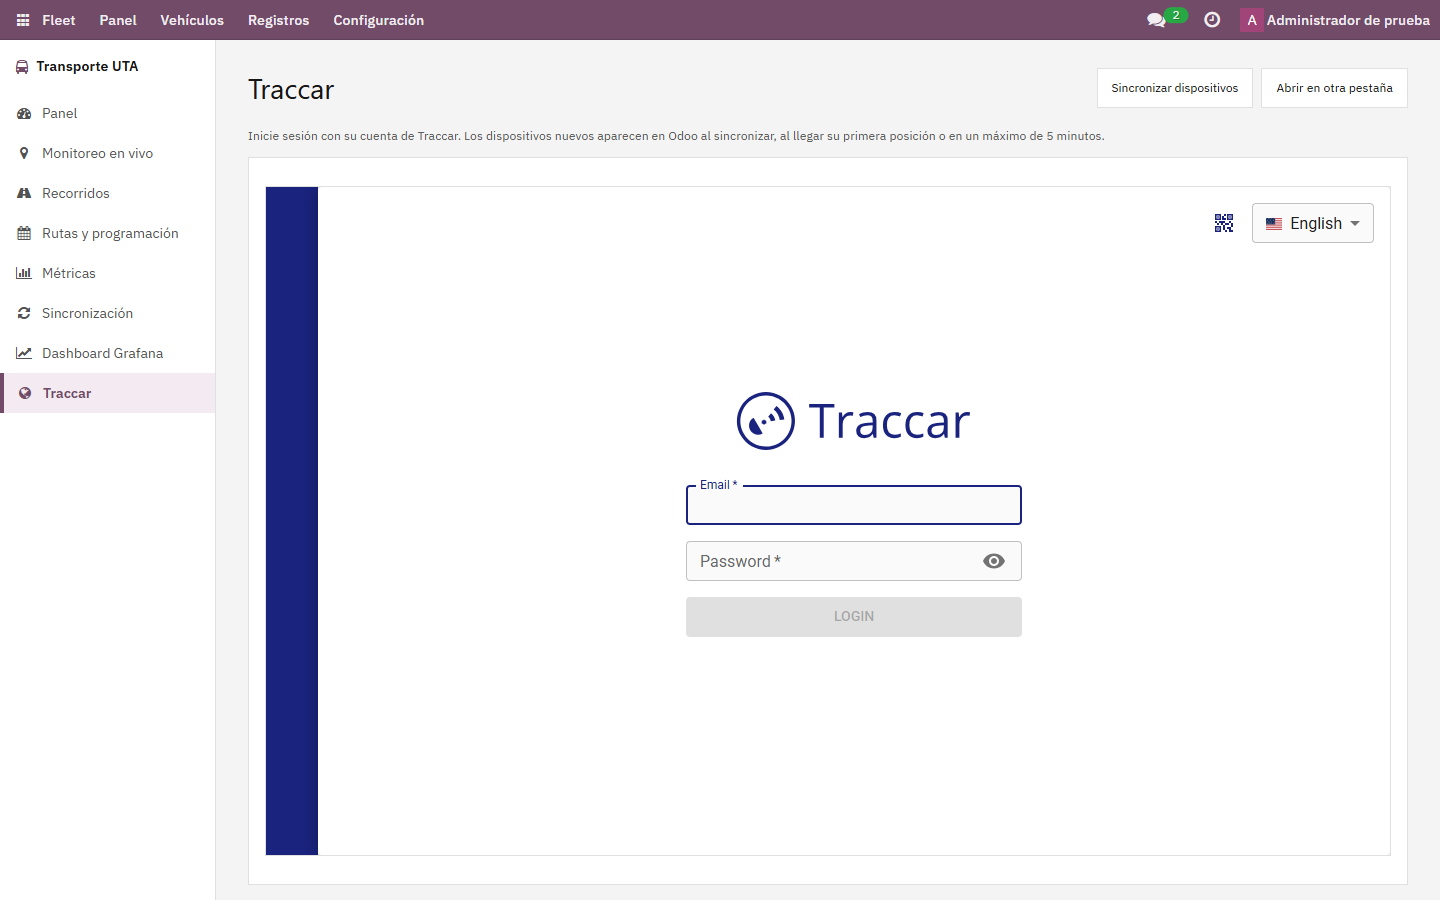 Fleet Panel Vehículos Registros Configuración 2 A Administrador de prueba
Transporte UTA
Panel
Monitoreo en vivo
Recorridos
Rutas y programación
Métricas
Sincronización
Dashboard Grafana
Traccar
Traccar
Sincronizar dispositivos
Abrir en otra pestaña
Inicie sesión con su cuenta de Traccar. Los dispositivos nuevos aparecen en Odoo al sincronizar, al llegar su primera posición o en un máximo de 5 minutos.
English
Traccar
Email *
Password *
LOGIN